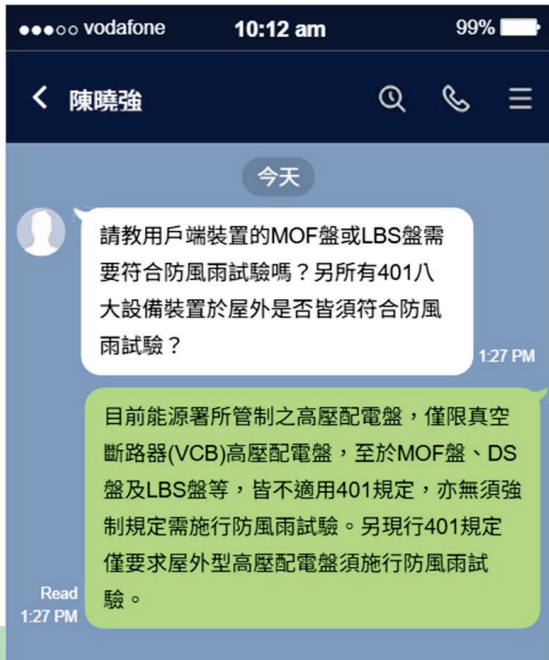 vodafone 10:12 am 99%
陳曉強
今天
請教用戶端裝置的MOF盤或LBS盤需
要符合防風雨試驗嗎？另所有401八
大設備裝置於屋外是否皆須符合防風
雨試驗？
1:27 PM
目前能源署所管制之高壓配電盤，僅限真空
斷路器(VCB)高壓配電盤，至於MOF盤、DS
盤及LBS盤等，皆不適用401規定，亦無須強
制規定需施行防風雨試驗。另現行401規定
僅要求屋外型高壓配電盤須施行防風雨試
驗。
Read
1:27 PM